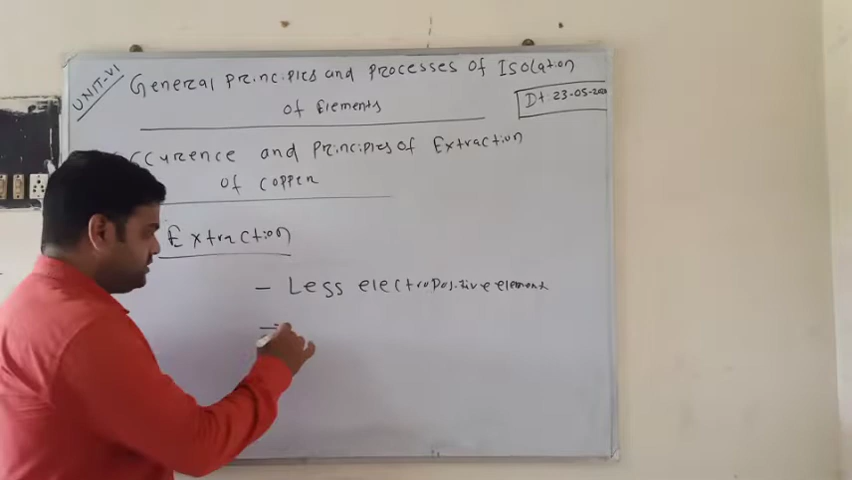 UNIT-VI
General Principles and Processes of Isolation
of Elements
Dt 23-05-2020
ccurence and Principles of Extraction
of copper
Extraction
- Less electropositive element
-